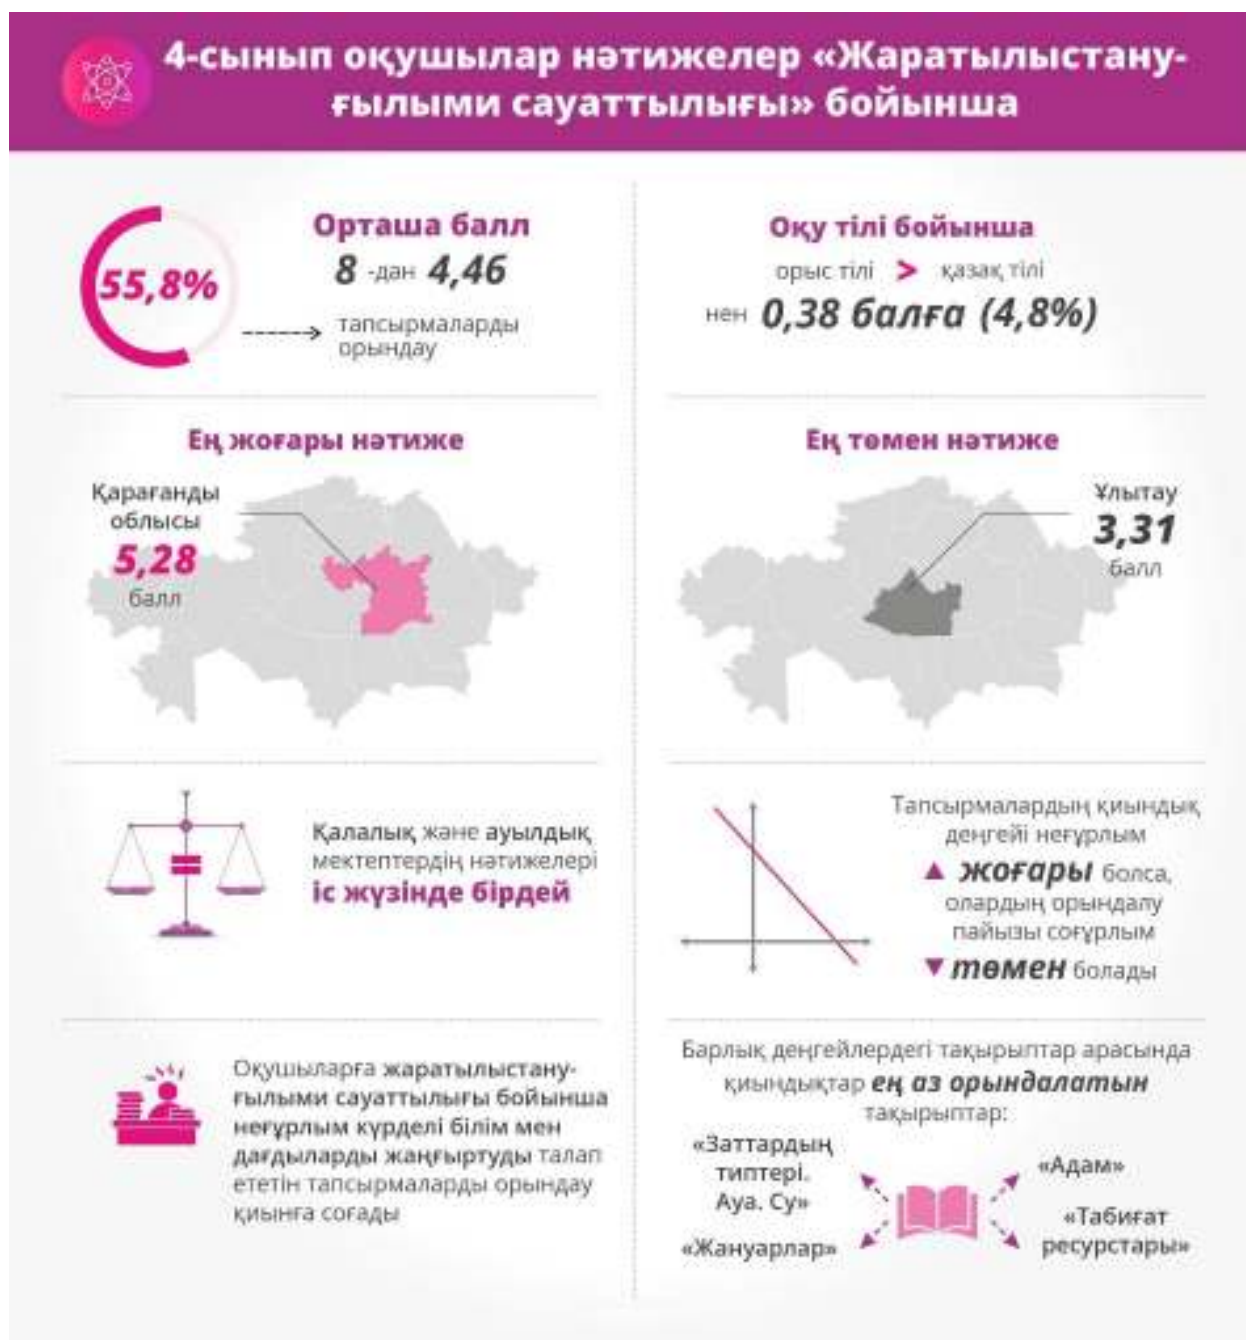 4-сынып оқушылар нәтижелер «Жаратылыстану-
ғылыми сауаттылығы» бойынша
55,8%
Орташа балл
8 -дан 4,46
тапсырмаларды
орындау
Оқу тілі бойынша
орыс тілі > қазақ тілі
нен 0,38 балға (4,8%)
Ең жоғары нәтиже
Қарағанды
облысы
5,28
балл
Ең төмен нәтиже
Ұлытау
3,31
балл
Қалалық және ауылдық
мектептердің нәтижелері
іс жүзінде бірдей
Тапсырмалардың қиындық
деңгейі неғұрлым
▲ жоғары болса,
олардың орындалу
пайызы соғұрлым
▼ төмен болады
Оқушыларға жаратылыстану-
ғылыми сауаттылығы бойынша
неғұрлым күрделі білім мен
дағдыларды жаңғыртуды талап
ететін тапсырмаларды орындау
қиынға соғады
Барлық деңгейлердегі тақырыптар арасында
қиындықтар ең аз орындалатын
тақырыптар:
«Заттардың
типтері.
Ауа. Су»
«Жануарлар»
«Адам»
«Табиғат
ресурстары»